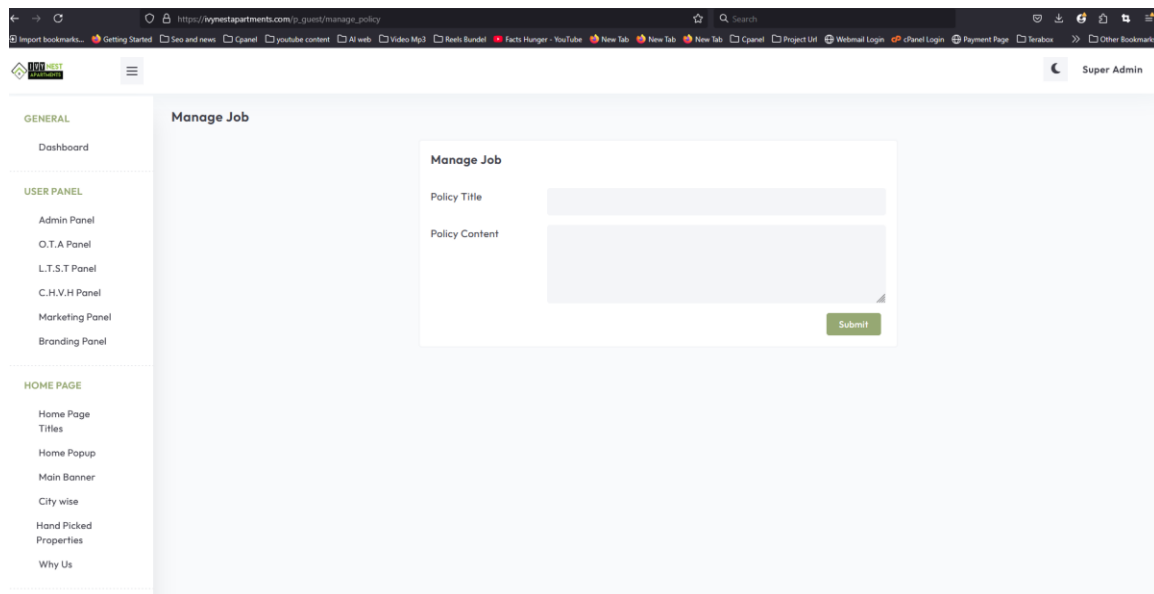 https://ivynestapartments.com/p_guest/manage_policy
Search
Import bookmarks... Getting Started Seo and news Cpanel youtube content AI web Video Mp3 Reels Bundel Facts Hunger - YouTube New Tab New Tab New Tab Cpanel Project Url Webmail Login cPanel Login Payment Page Terabox Other Bookmarks
IVY NEST
APARTMENTS
Super Admin
GENERAL
Dashboard
USER PANEL
Admin Panel
O.T.A Panel
L.T.S.T Panel
C.H.V.H Panel
Marketing Panel
Branding Panel
HOME PAGE
Home Page
Titles
Home Popup
Main Banner
City wise
Hand Picked
Properties
Why Us
Manage Job
Manage Job
Policy Title
Policy Content
Submit